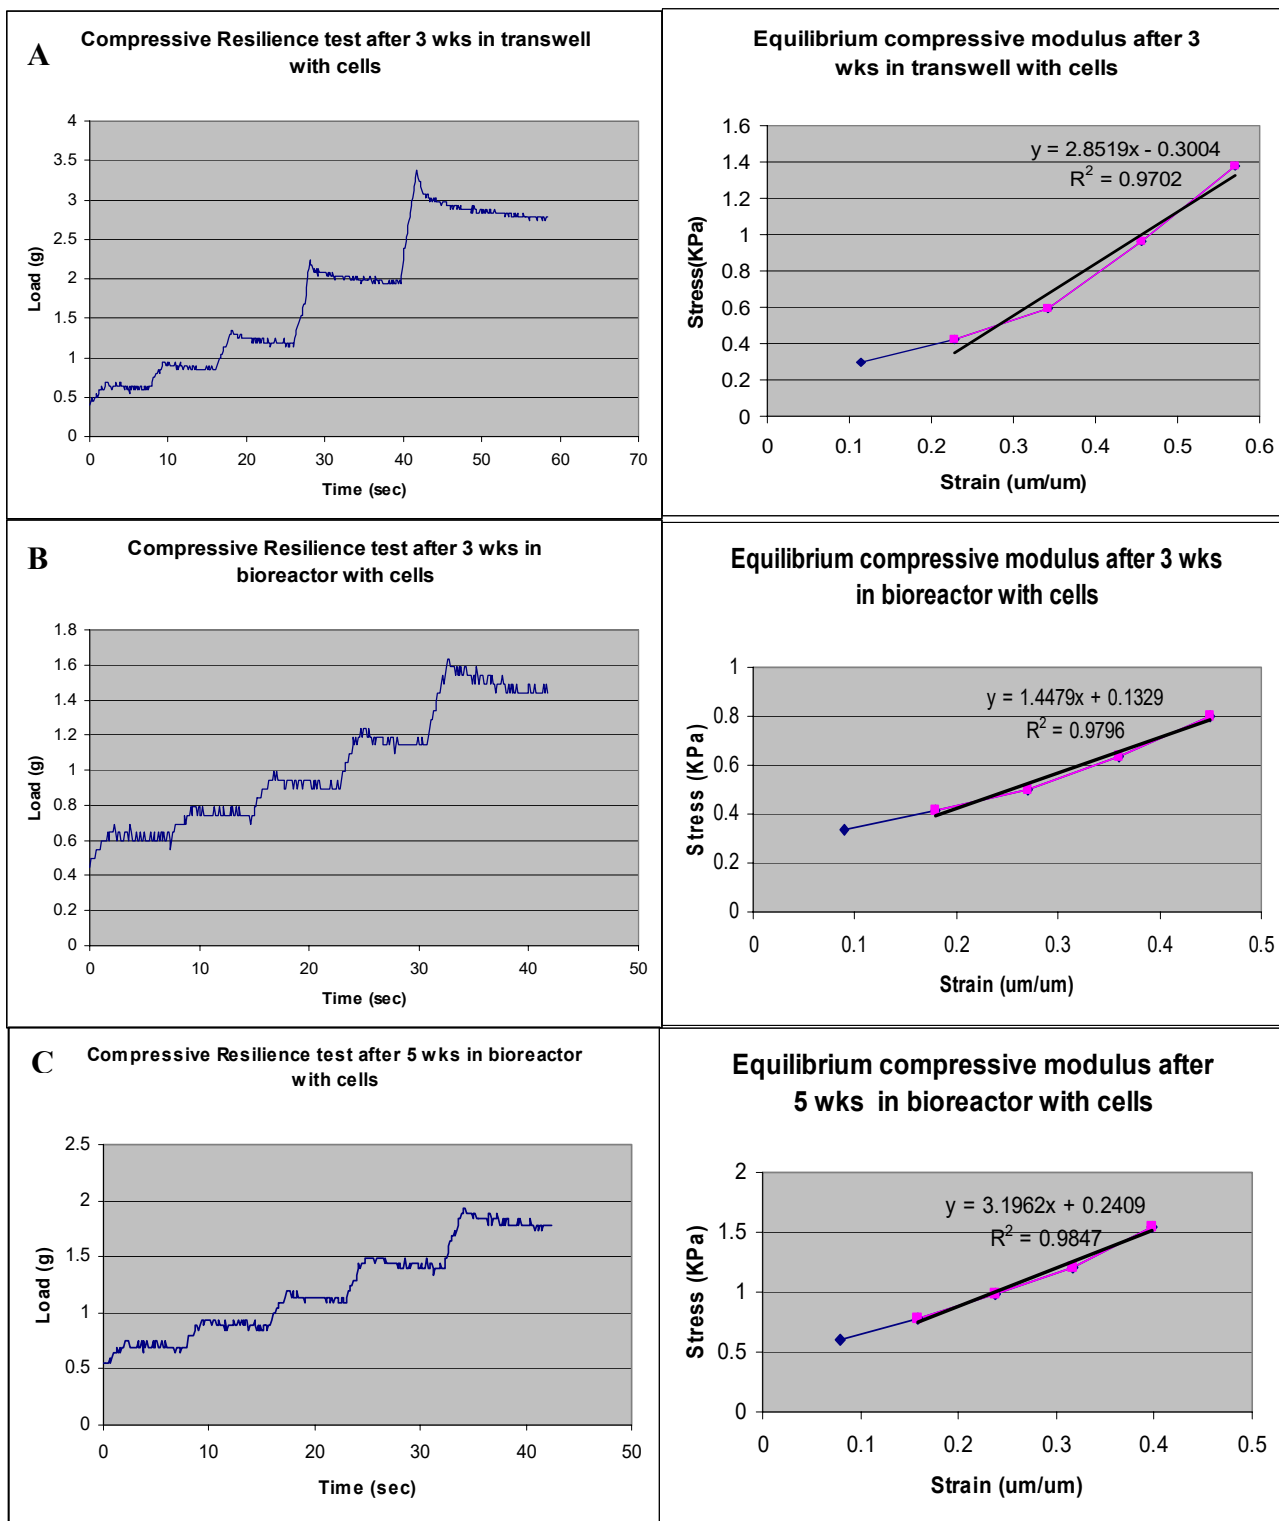 A
Compressive Resilience test after 3 wks in transwell
with cells
Load (g)
4
3.5
3
2.5
2
1.5
1
0.5
0
0 10 20 30 40 50 60 70
Time (sec)
Equilibrium compressive modulus after 3
wks in transwell with cells
Stress(KPa)
1.6
1.4
1.2
1
0.8
0.6
0.4
0.2
0
y = 2.8519x - 0.3004
R² = 0.9702
0 0.1 0.2 0.3 0.4 0.5 0.6
Strain (um/um)
B
Compressive Resilience test after 3 wks in
bioreactor with cells
Load (g)
1.8
1.6
1.4
1.2
1
0.8
0.6
0.4
0.2
0
0 10 20 30 40 50
Time (sec)
Equilibrium compressive modulus after 3 wks
in bioreactor with cells
Stress (KPa)
1
0.8
0.6
0.4
0.2
0
y = 1.4479x + 0.1329
R² = 0.9796
0 0.1 0.2 0.3 0.4 0.5
Strain (um/um)
C
Compressive Resilience test after 5 wks in bioreactor
with cells
Load (g)
2.5
2
1.5
1
0.5
0
0 10 20 30 40 50
Time (sec)
Equilibrium compressive modulus after
5 wks in bioreactor with cells
Stress (KPa)
2
1.5
1
0.5
0
y = 3.1962x + 0.2409
R² = 0.9847
0 0.1 0.2 0.3 0.4 0.5
Strain (um/um)